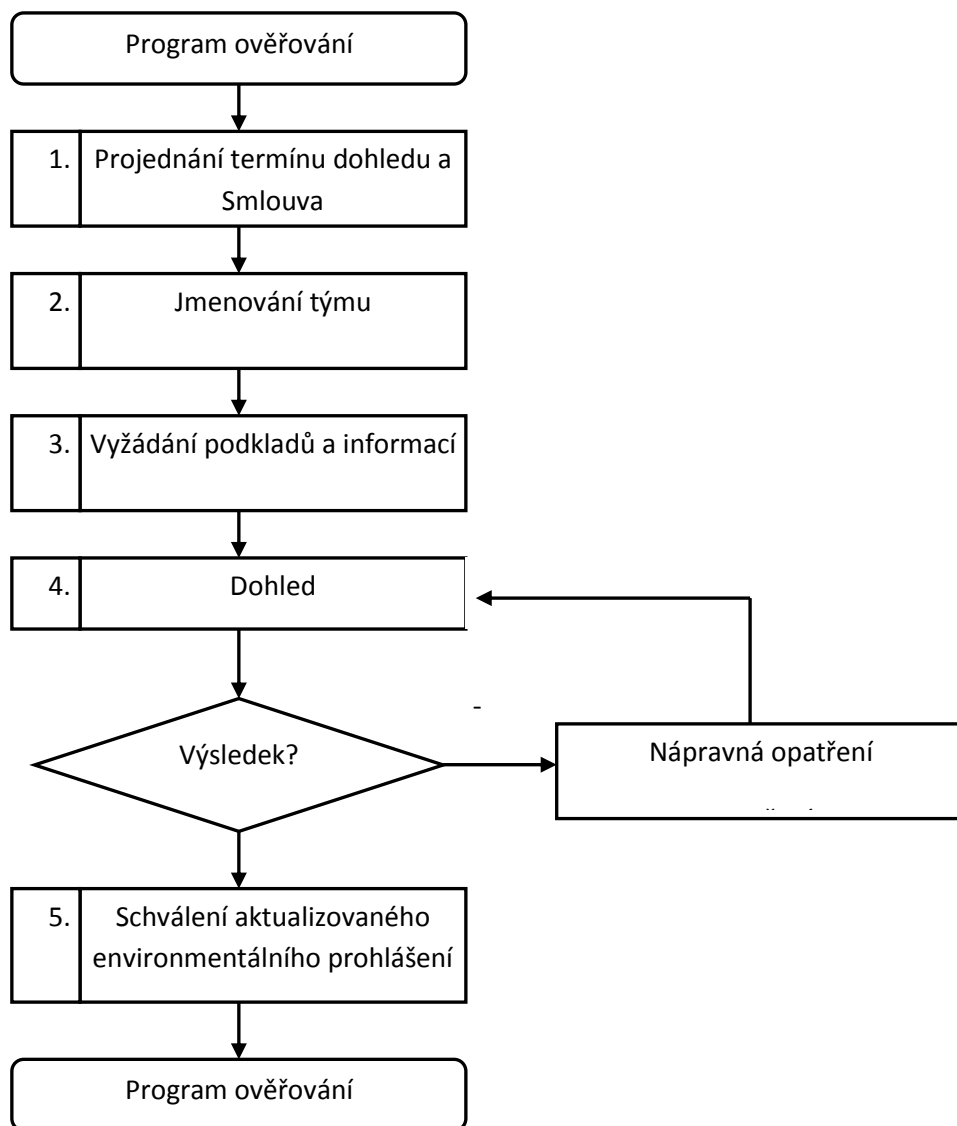 Program ověřování
1. Projednání termínu dohledu a
Smlouva
2. Jmenování týmu
3. Vyžádání podkladů a informací
4. Dohled
-
Výsledek?
Nápravná opatření
5. Schválení aktualizovaného
environmentálního prohlášení
Program ověřování